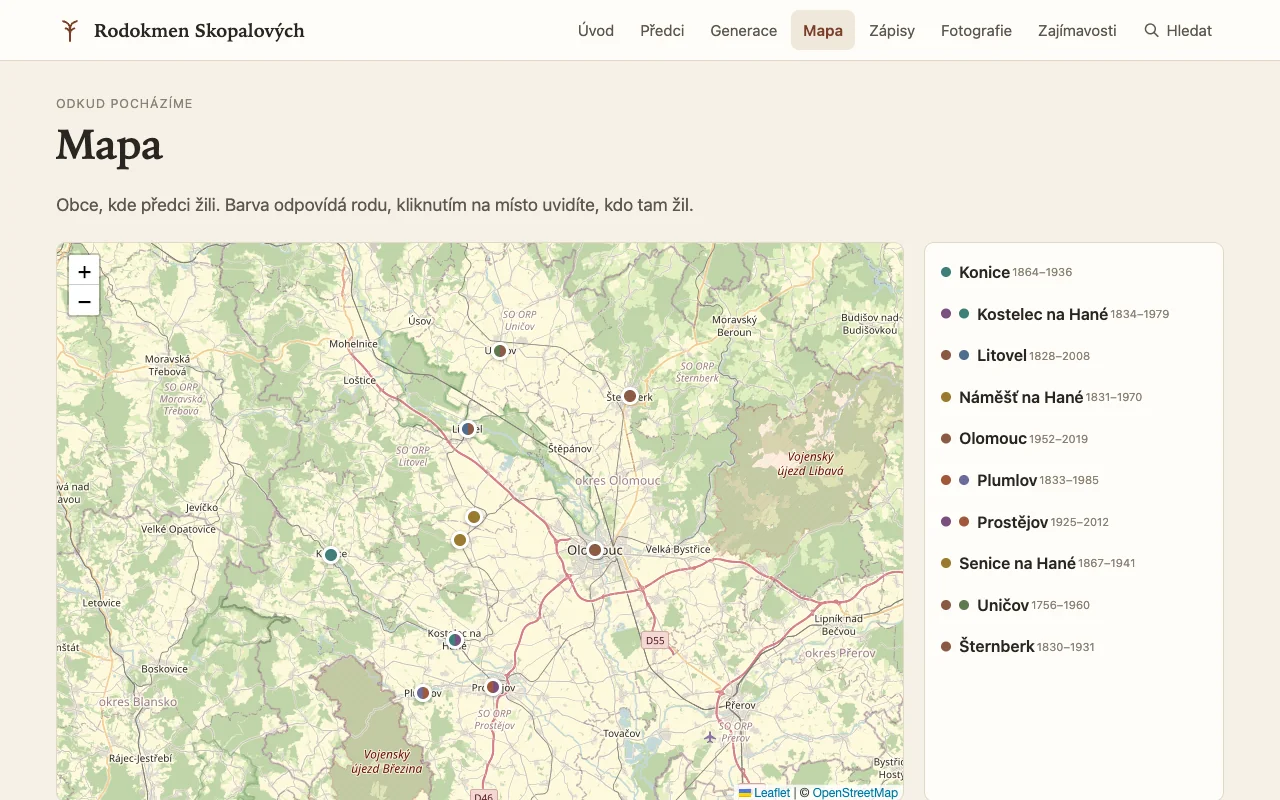 Rodokmen Skopalových
Úvod
Předci
Generace
Mapa
Zápisy
Fotografie
Zajímavosti
Hledat
ODKUD POCHÁZÍME
Mapa
Obce, kde předci žili. Barva odpovídá rodu, kliknutím na místo uvidíte, kdo tam žil.
+
−
Úsov
SO ORP
Uničov
Moravský
Beroun
Budišov nad
Budišovkou
Mohelnice
Moravská
Třebová
SO ORP
Moravská
Třebová
Loštice
SO ORP
Šternberk
SO ORP
Litovel
Štěpánov
Vojenský
újezd Libavá
okres Olomouc
Jevíčko
Velké Opatovice
Velká Bystřice
Letovice
Kostelec na
Lipník nad
Bečvou
D55
okres Přerov
Boskovice
okres Blansko
SO ORP
Prostějov
Přerov
SO ORP
Přerov
Tovačov
Rájec-Jestřebí
Vojenský
újezd Březina
D46
Leaflet | © OpenStreetMap
Konice 1864–1936
Kostelec na Hané 1834–1979
Litovel 1828–2008
Náměšť na Hané 1831–1970
Olomouc 1952–2019
Plumlov 1833–1985
Prostějov 1925–2012
Senice na Hané 1867–1941
Uničov 1756–1960
Šternberk 1830–1931